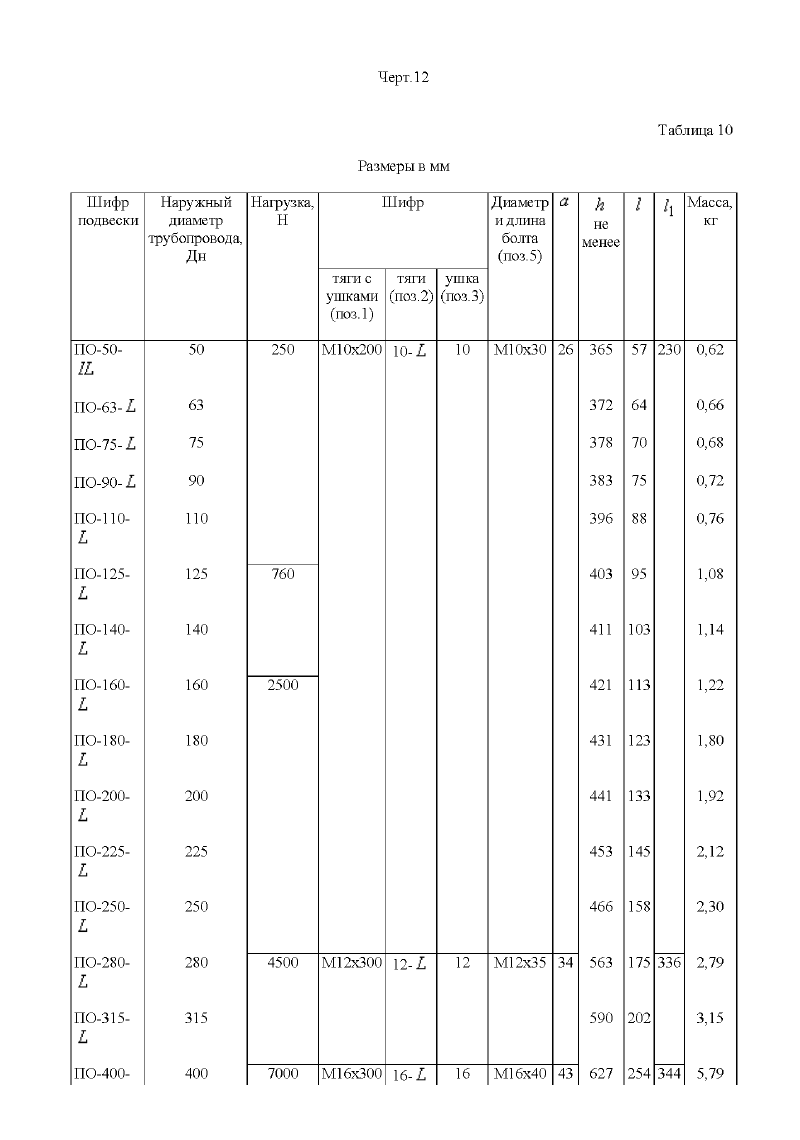 Черт.12
Таблица 10
Размеры в мм
Шифр подвески | Наружный диаметр трубопровода, Dн | Нагрузка, Н | Шифр | Диаметр и длина болта (поз.5) | a | h не менее | l | l1 | Масса, кг
тяги с ушками (поз.1) | тяги (поз.2) | ушка (поз.3)
ПО-50-lL | 50 | 250 | М10х200 | 10-L | 10 | М10х30 | 26 | 365 | 57 | 230 | 0,62
ПО-63-L | 63 | 372 | 64 | 0,66
ПО-75-L | 75 | 378 | 70 | 0,68
ПО-90-L | 90 | 383 | 75 | 0,72
ПО-110-L | 110 | 396 | 88 | 0,76
ПО-125-L | 125 | 760 | 403 | 95 | 1,08
ПО-140-L | 140 | 411 | 103 | 1,14
ПО-160-L | 160 | 2500 | 421 | 113 | 1,22
ПО-180-L | 180 | 431 | 123 | 1,80
ПО-200-L | 200 | 441 | 133 | 1,92
ПО-225-L | 225 | 453 | 145 | 2,12
ПО-250-L | 250 | 466 | 158 | 2,30
ПО-280-L | 280 | 4500 | М12х300 | 12-L | 12 | М12х35 | 34 | 563 | 175 | 336 | 2,79
ПО-315-L | 315 | 590 | 202 | 3,15
ПО-400- | 400 | 7000 | М16х300 | 16-L | 16 | М16х40 | 43 | 627 | 254 | 344 | 5,79